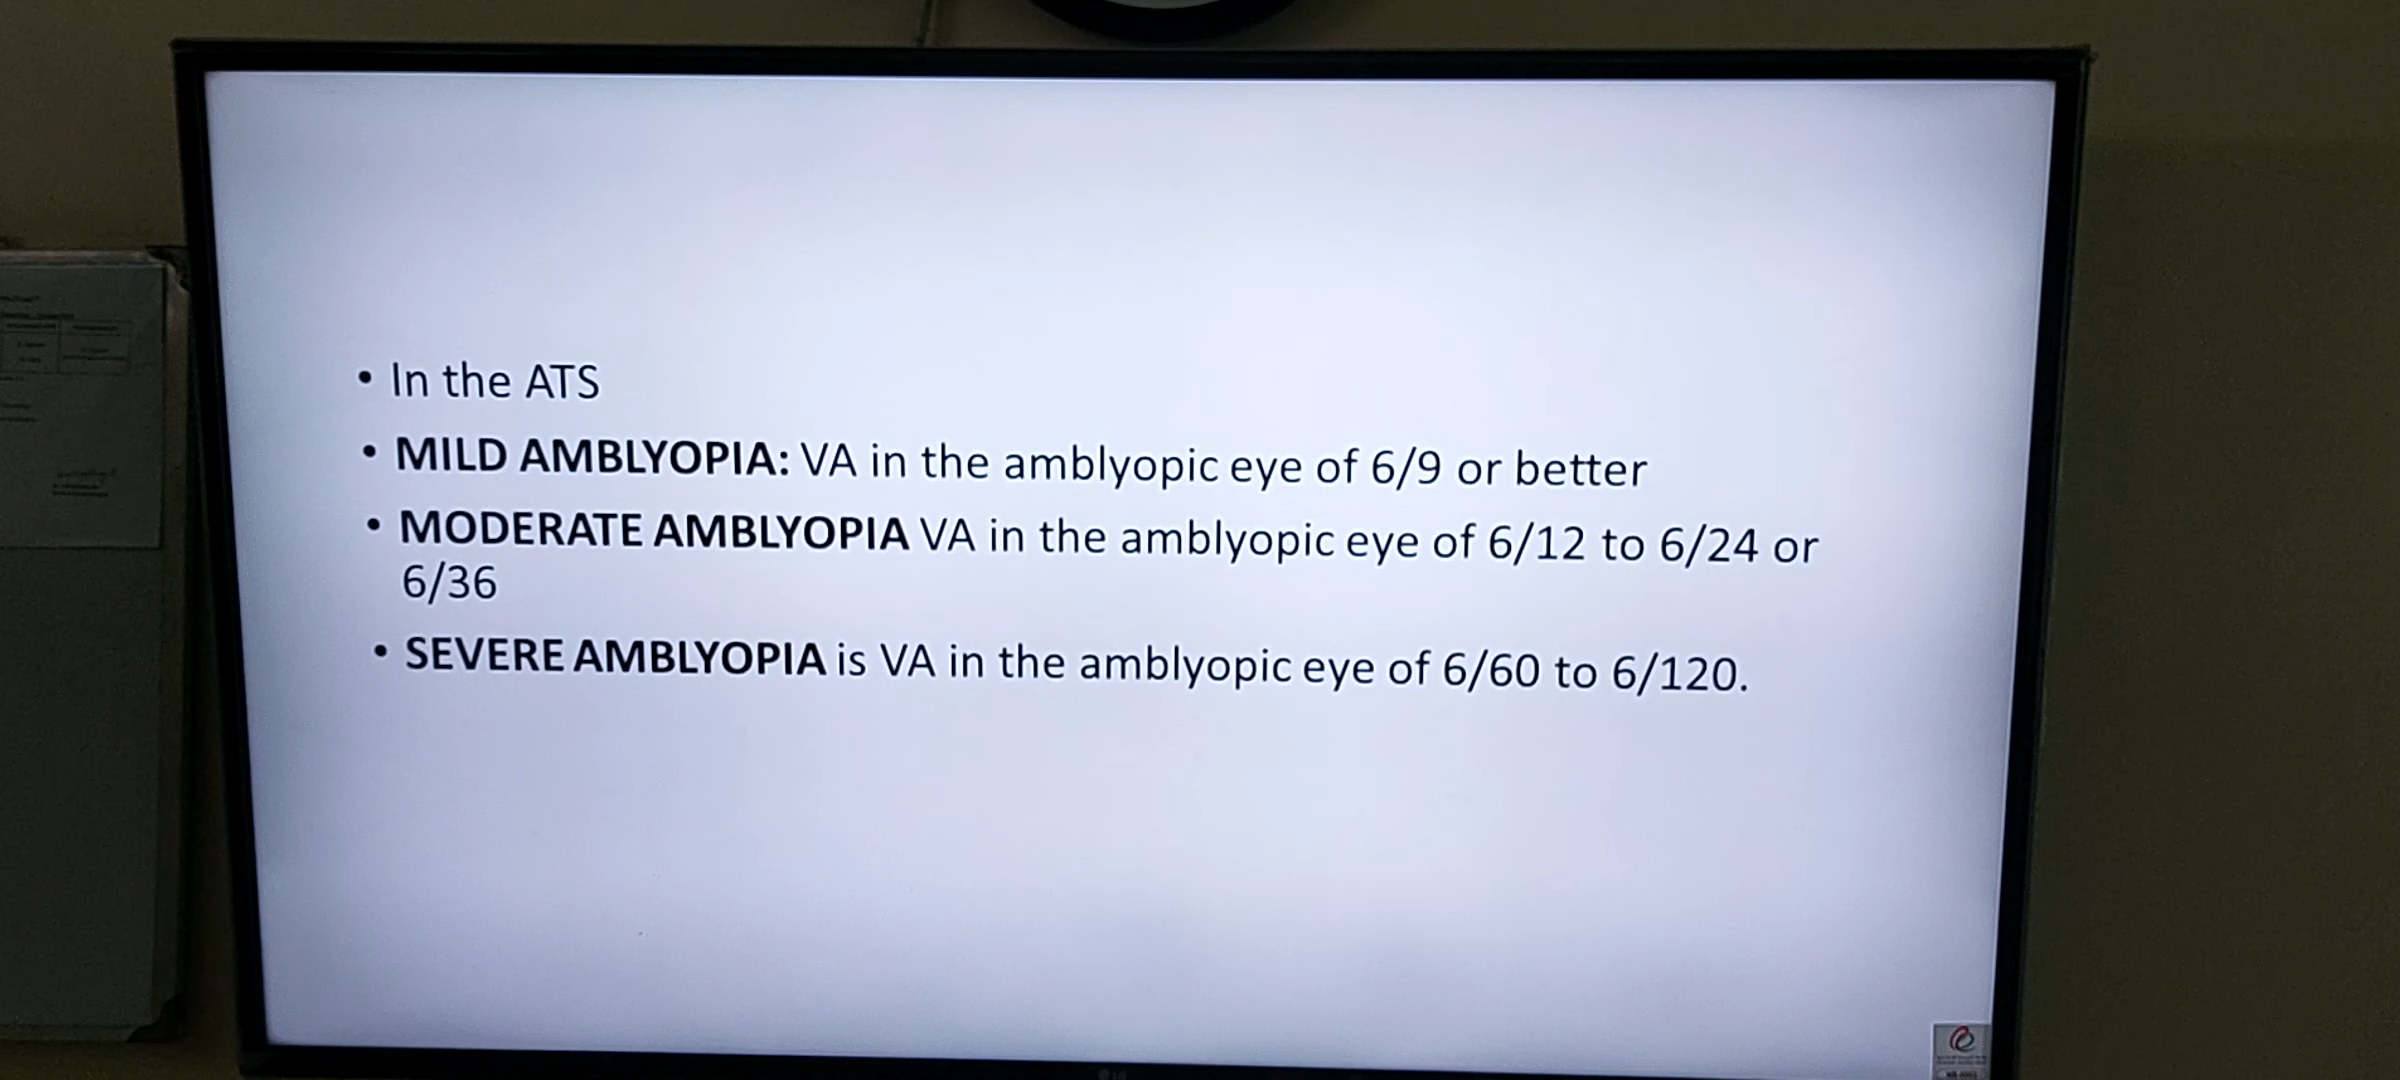 • In the ATS
• MILD AMBLYOPIA: VA in the amblyopic eye of 6/9 or better
• MODERATE AMBLYOPIA VA in the amblyopic eye of 6/12 to 6/24 or
6/36
• SEVERE AMBLYOPIA is VA in the amblyopic eye of 6/60 to 6/120.
LG